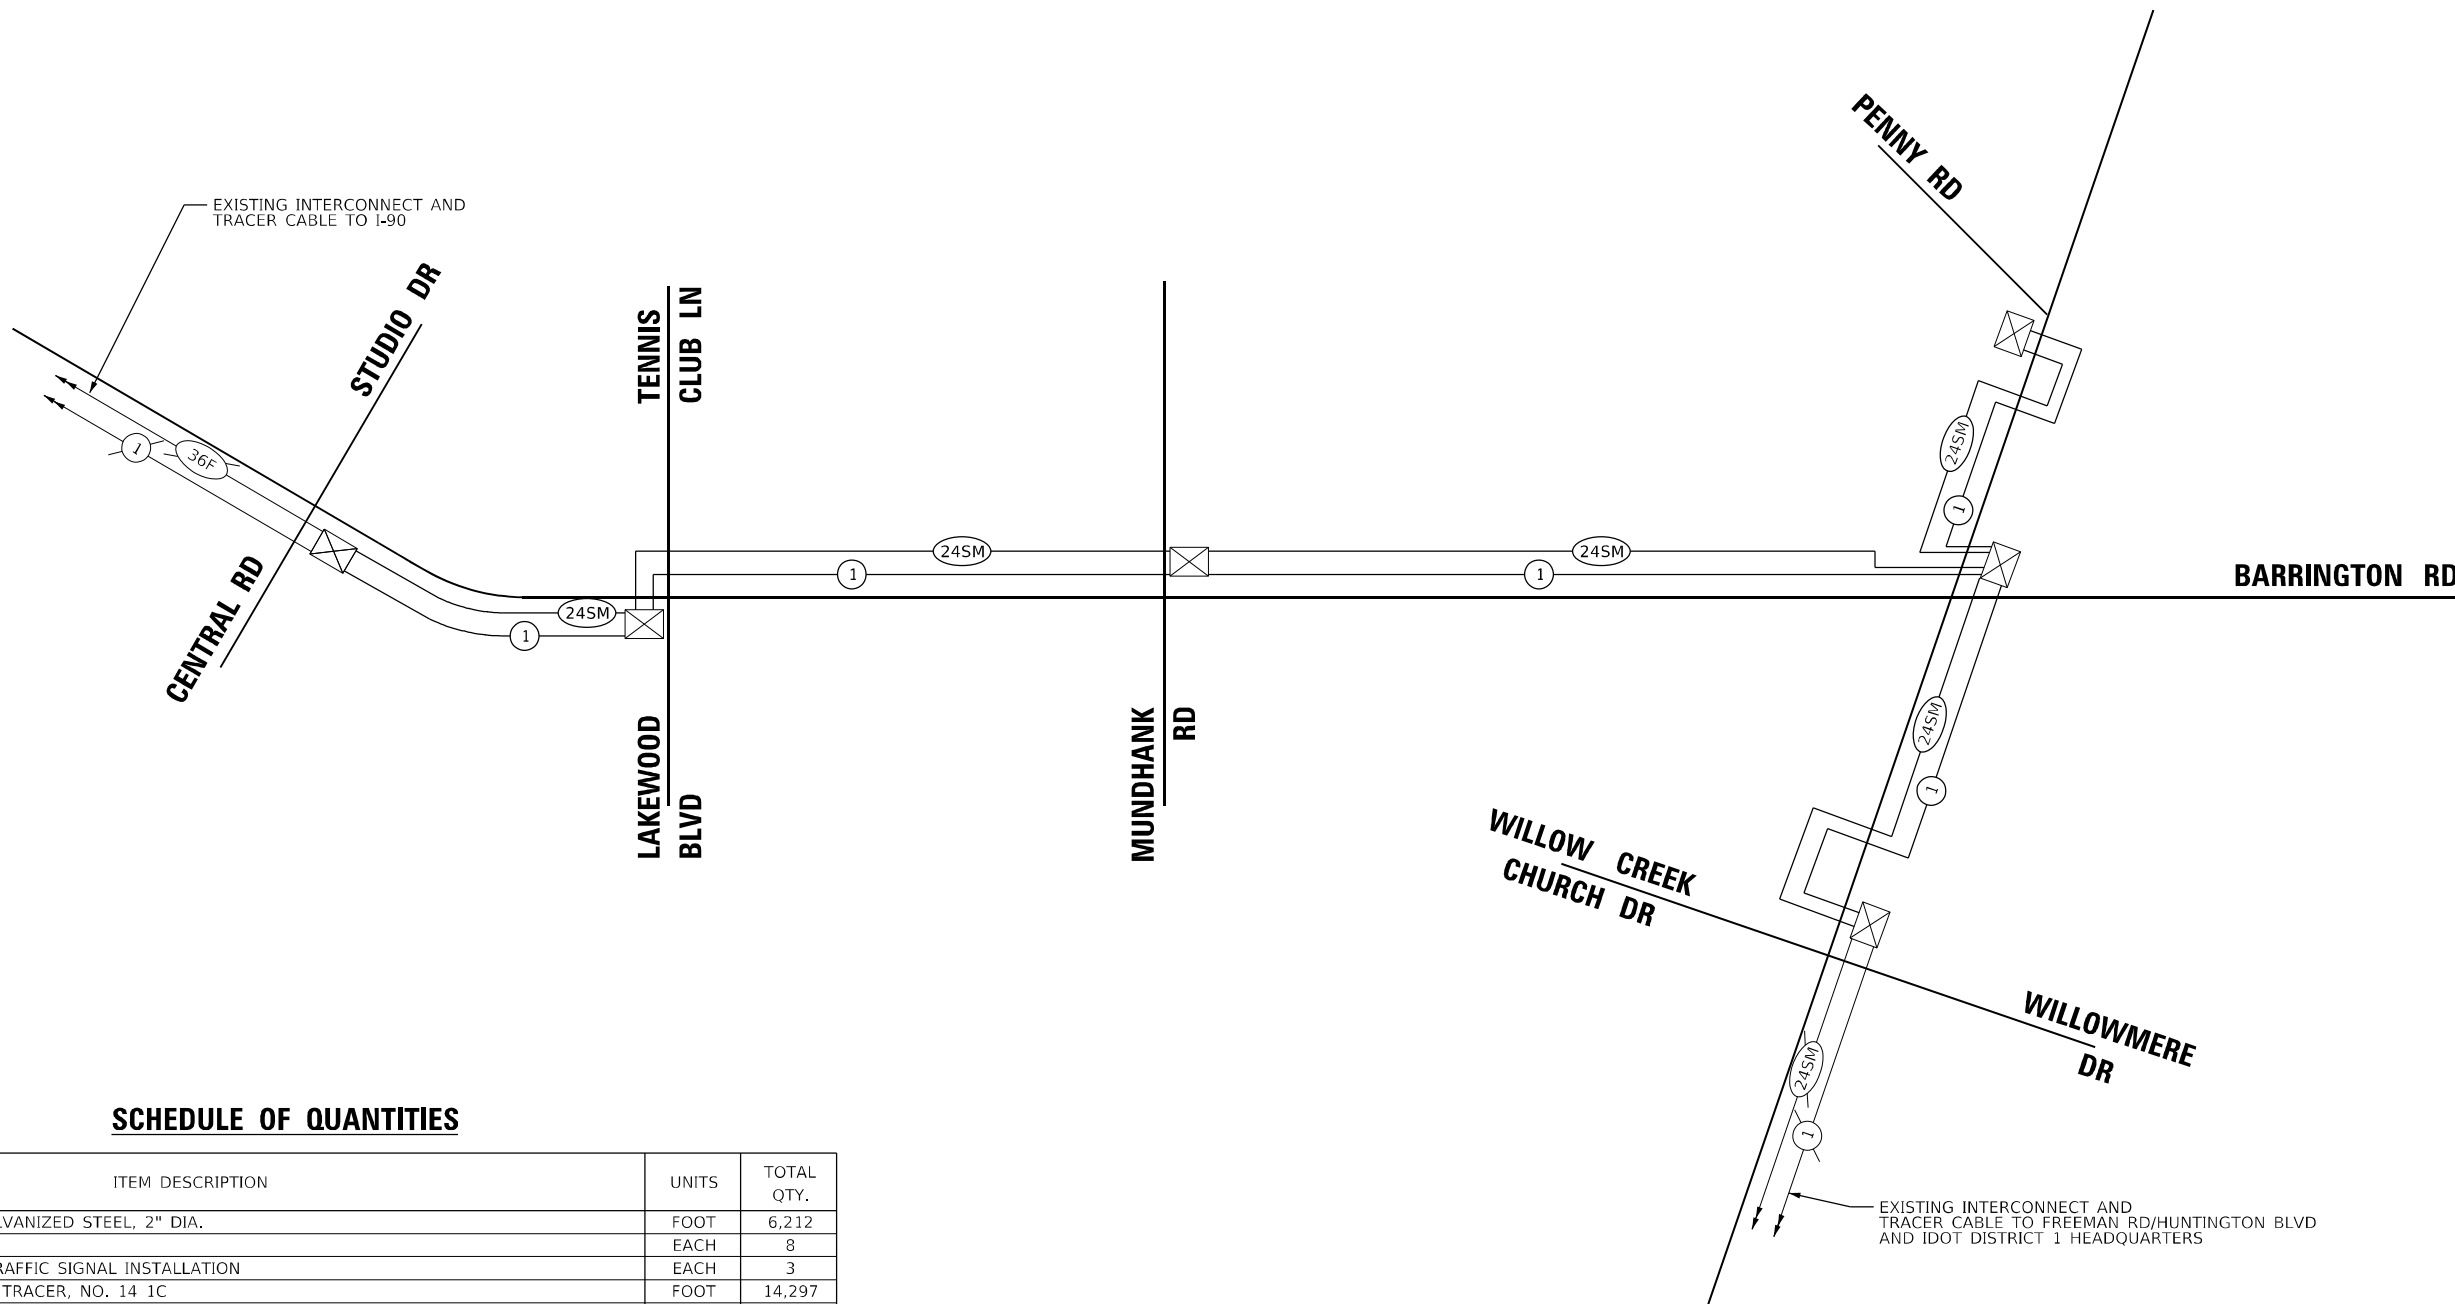 PENNY RD
EXISTING INTERCONNECT AND
TRACER CABLE TO I-90
STUDIO DR
TENNIS
CLUB LN
1
36F
24SM
1
24SM
1
24SM
1
24SM
1
CENTRAL RD
BARRINGTON RD
LAKEWOOD
BLVD
MUNDHANK
RD
24SM
1
WILLOW CREEK
CHURCH DR
WILLOWMERE
DR
24SM
1
EXISTING INTERCONNECT AND
TRACER CABLE TO FREEMAN RD/HUNTINGTON BLVD
AND IDOT DISTRICT 1 HEADQUARTERS
SCHEDULE OF QUANTITIES
ITEM DESCRIPTION UNITS TOTAL
QTY.
VANIZED STEEL, 2" DIA. FOOT 6,212
EACH 8
RAFFIC SIGNAL INSTALLATION EACH 3
TRACER, NO. 14 1C FOOT 14,297